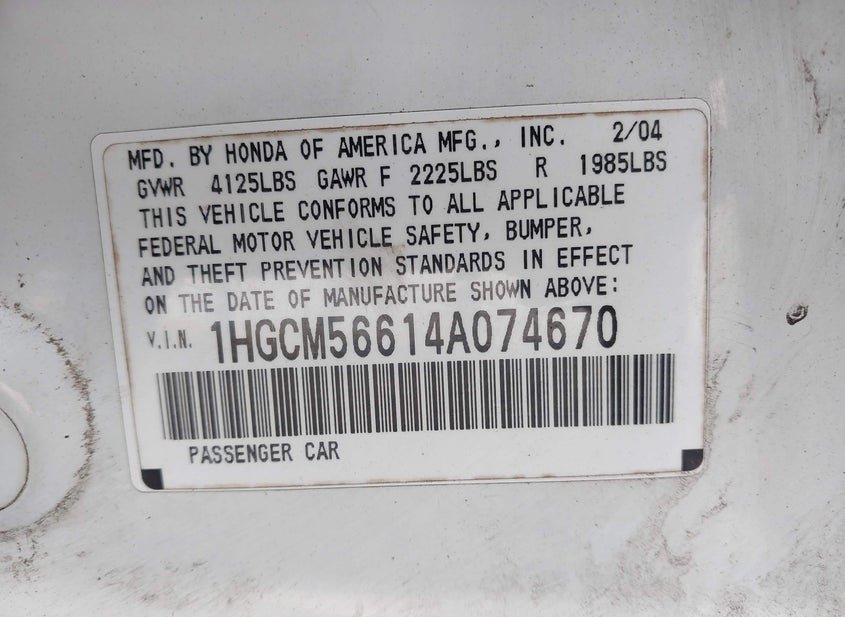 MFD. BY HONDA OF AMERICA MFG., INC. 2/04
GVWR 4125LBS GAWR F 2225LBS R 1985LBS
THIS VEHICLE CONFORMS TO ALL APPLICABLE
FEDERAL MOTOR VEHICLE SAFETY, BUMPER,
AND THEFT PREVENTION STANDARDS IN EFFECT
ON THE DATE OF MANUFACTURE SHOWN ABOVE:
V.I.N. 1HGCM56614A074670
PASSENGER CAR